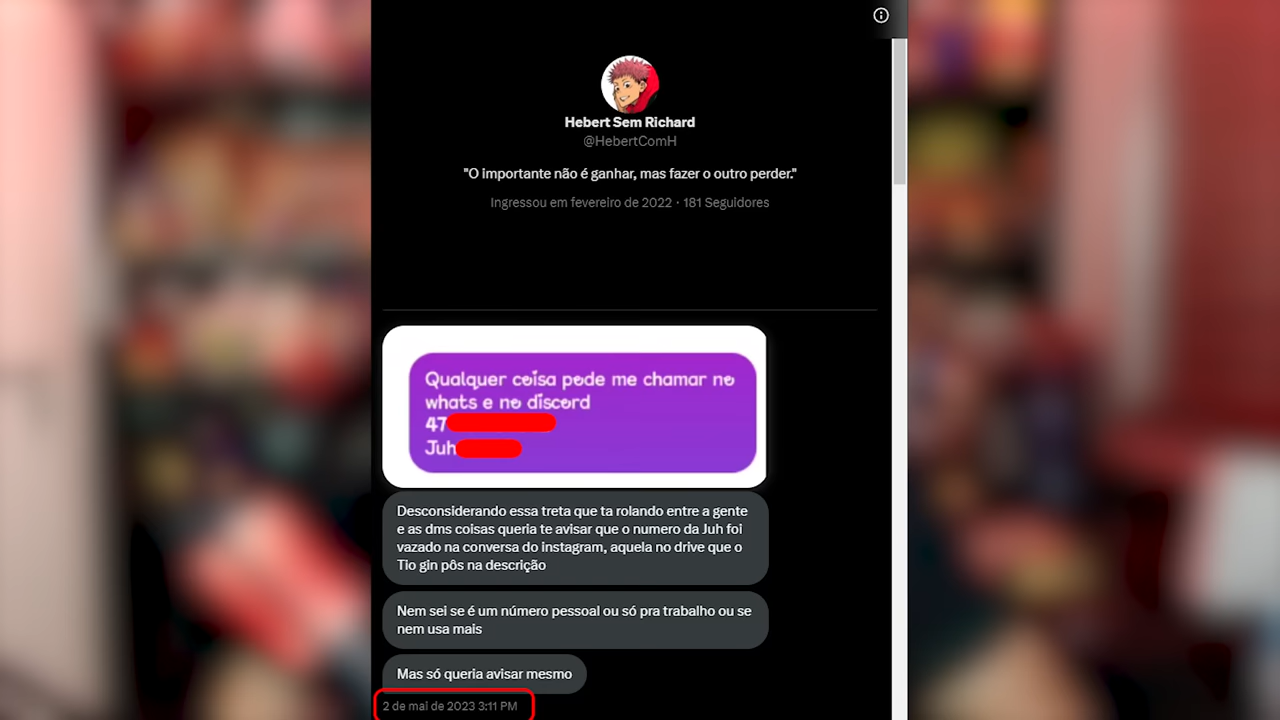 Hebert Sem Richard
@HebertComH
"O importante não é ganhar, mas fazer o outro perder."
Ingressou em fevereiro de 2022 · 181 Seguidores
Qualquer coisa pode me chamar no
whats e no discord
47
Juh
Desconsiderando essa treta que ta rolando entre a gente
e as dms coisas queria te avisar que o numero da Juh foi
vazado na conversa do instagram, aquela no drive que o
Tio gin pôs na descrição
Nem sei se é um número pessoal ou só pra trabalho ou se
nem usa mais
Mas só queria avisar mesmo
2 de mai de 2023 3:11 PM